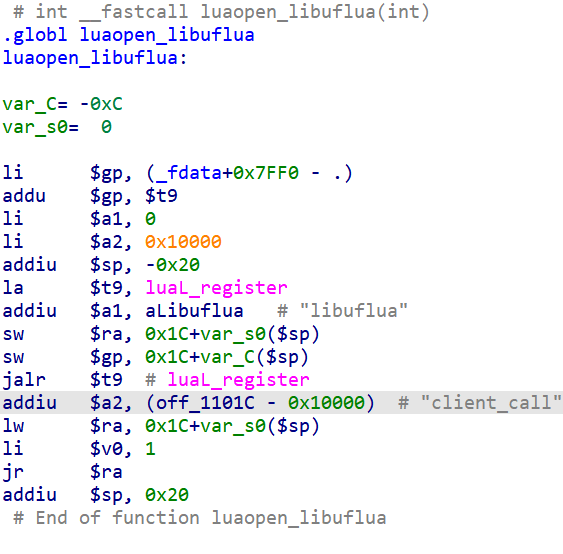 # int __fastcall luaopen_libuflua(int)
.globl luaopen_libuflua
luaopen_libuflua:

var_C= -0xC
var_s0=  0

li      $gp, (_fdata+0x7FF0 - .)
addu    $gp, $t9
li      $a1, 0
li      $a2, 0x10000
addiu   $sp, -0x20
la      $t9, luaL_register
addiu   $a1, aLibuflua   # "libuflua"
sw      $ra, 0x1C+var_s0($sp)
sw      $gp, 0x1C+var_C($sp)
jalr    $t9  # luaL_register
addiu   $a2, (off_1101C - 0x10000)  # "client_call"
lw      $ra, 0x1C+var_s0($sp)
li      $v0, 1
jr      $ra
addiu   $sp, 0x20
# End of function luaopen_libuflua